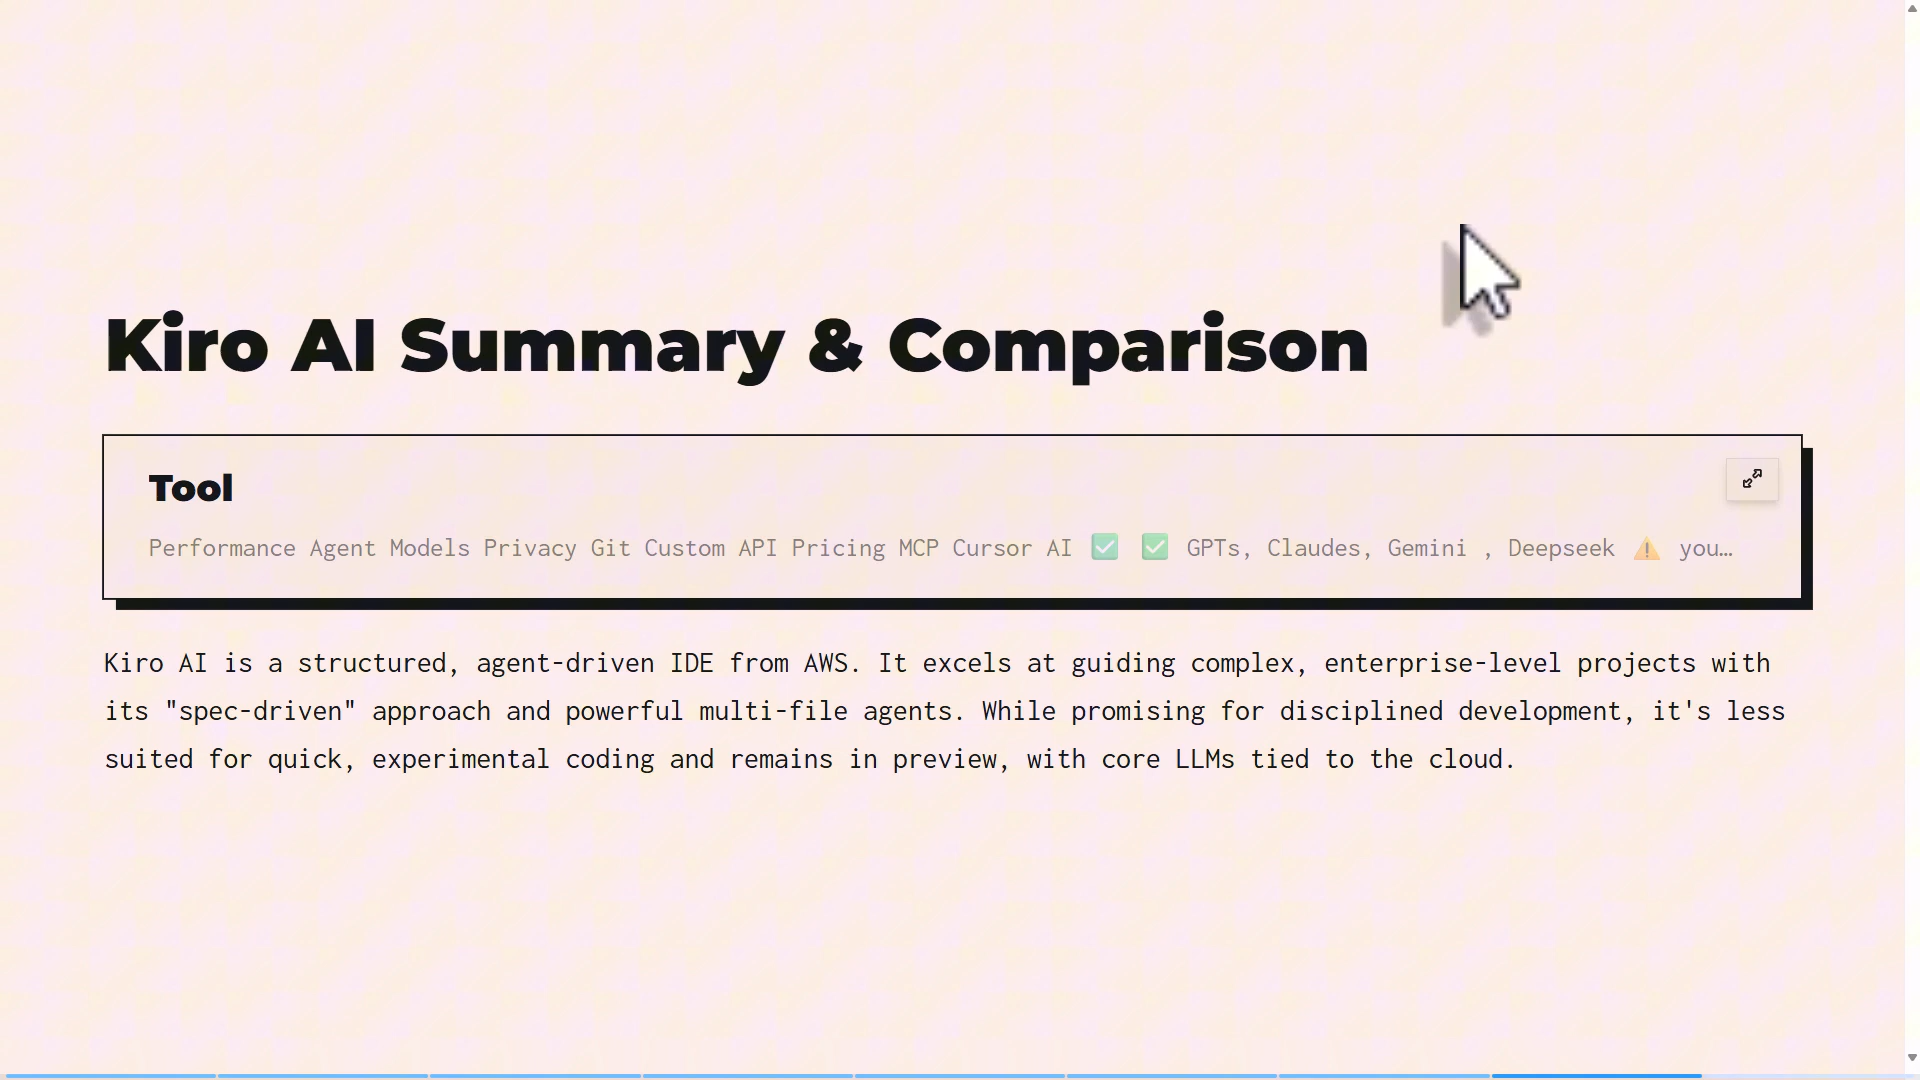 Kiro AI Summary & Comparison
Tool
Performance Agent Models Privacy Git Custom API Pricing MCP Cursor AI ✅ ✅ GPTs, Claudes, Gemini , Deepseek ⚠️ you…
Kiro AI is a structured, agent-driven IDE from AWS. It excels at guiding complex, enterprise-level projects with
its "spec-driven" approach and powerful multi-file agents. While promising for disciplined development, it's less
suited for quick, experimental coding and remains in preview, with core LLMs tied to the cloud.